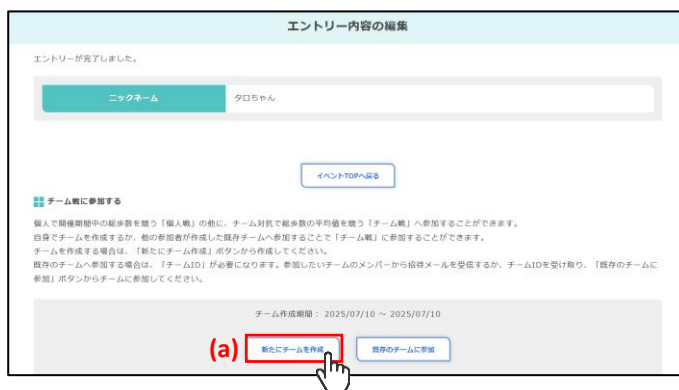 エントリー内容の編集
エントリーが完了しました。
ニックネーム タロちゃん
イベントTOPへ戻る
チーム戦に参加する
個人で開催期間中の総歩数を競う「個人戦」の他に、チーム対抗で総歩数の平均値を競う「チーム戦」へ参加することができます。
自身でチームを作成するか、他の参加者が作成した既存チームへ参加することで「チーム戦」に参加することができます。
チームを作成する場合は、「新たにチーム作成」ボタンから作成してください。
既存のチームへ参加する場合は、「チームID」が必要になります。参加したいチームのメンバーから招待メールを受信するか、チームIDを受け取り、「既存のチームに
参加」ボタンからチームに参加してください。
チーム作成期間： 2025/07/10 ～ 2025/07/10
(a) 新たにチームを作成 既存のチームに参加